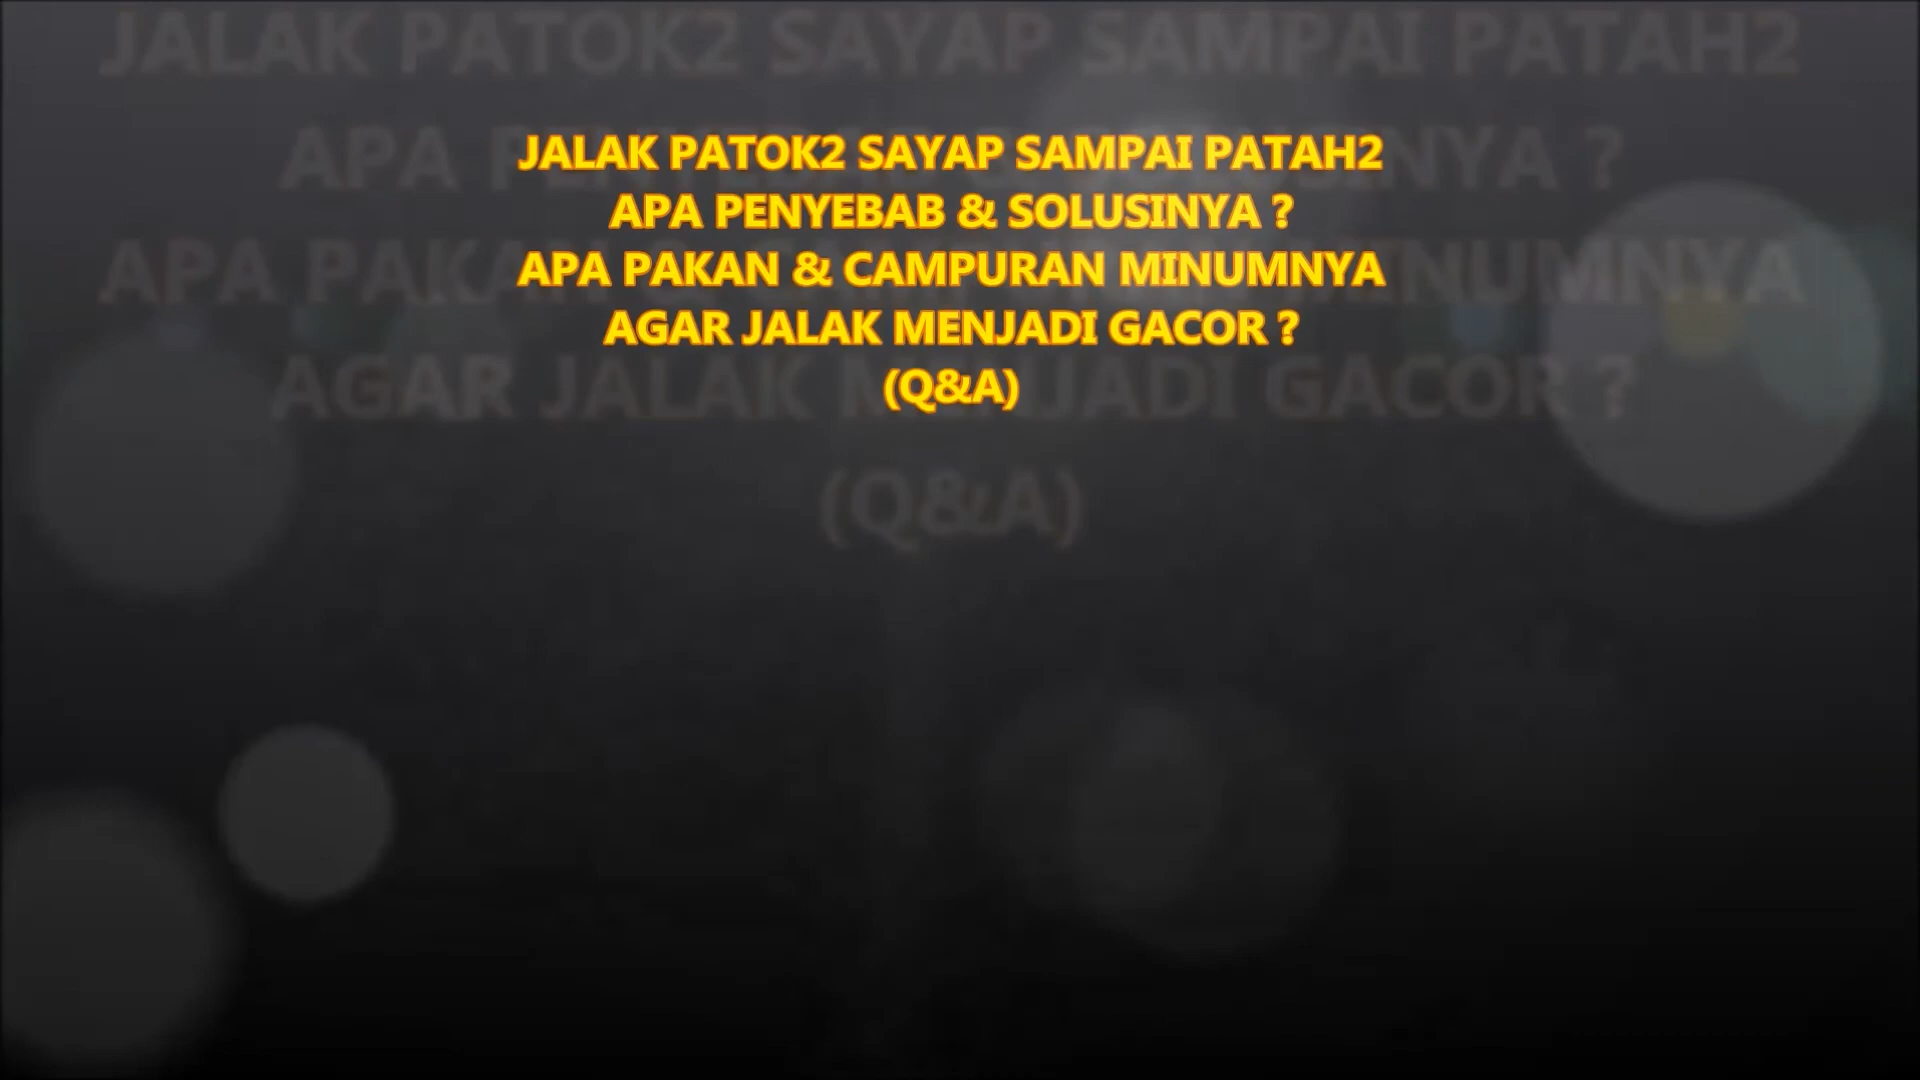 JALAK PATOK2 SAYAP SAMPAI PATAH2
APA PENYEBAB & SOLUSINYA ?
APA PAKAN & CAMPURAN MINUMNYA
AGAR JALAK MENJADI GACOR ?
(Q&A)